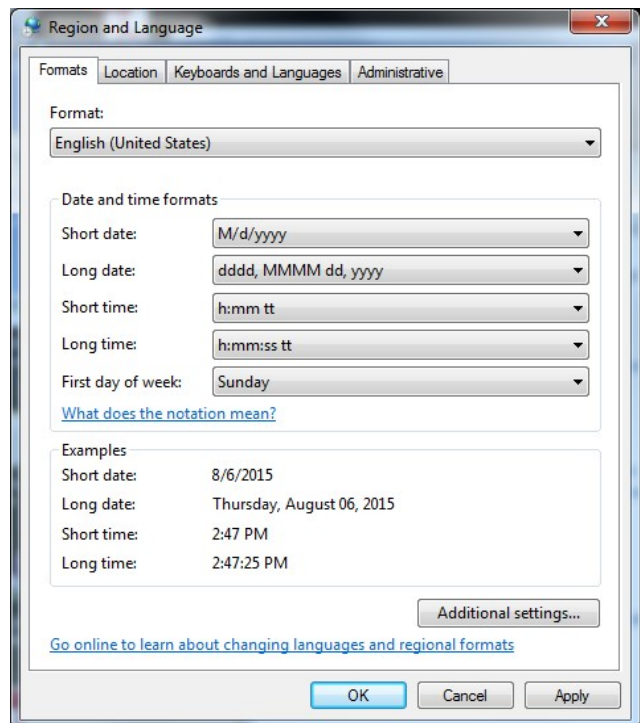 Region and Language
Formats Location Keyboards and Languages Administrative
Format:
English (United States)
Date and time formats
Short date: M/d/yyyy
Long date: dddd, MMMM dd, yyyy
Short time: h:mm tt
Long time: h:mm:ss tt
First day of week: Sunday
What does the notation mean?
Examples
Short date: 8/6/2015
Long date: Thursday, August 06, 2015
Short time: 2:47 PM
Long time: 2:47:25 PM
Additional settings...
Go online to learn about changing languages and regional formats
OK Cancel Apply